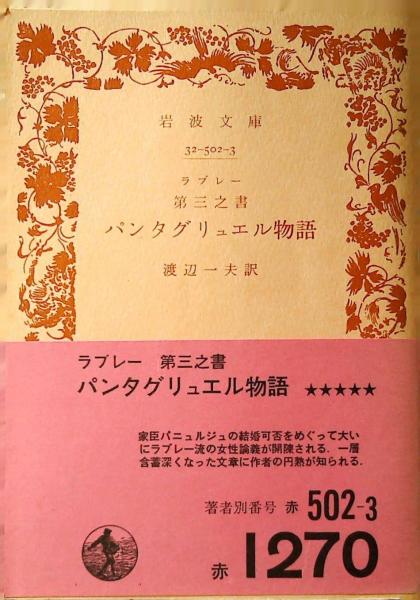 岩波文庫
32-502-3
ラブレー
第三之書
パンタグリュエル物語
渡辺一夫訳
ラブレー 第三之書
パンタグリュエル物語 ★★★★★
家臣パニュルジュの結婚可否をめぐって大い
にラブレー流の女性論義が開陳される．一層
含蓄深くなった文章に作者の円熟が知られる．
著者別番号 赤 502-3
赤 1270